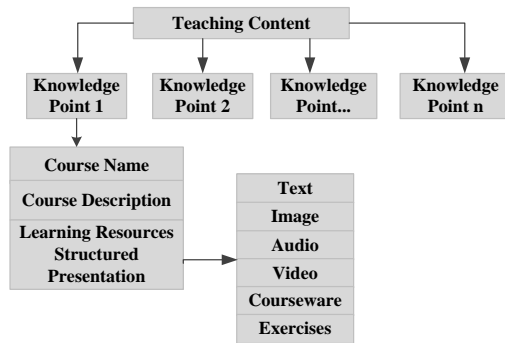 Teaching Content
Knowledge
Point 1
Knowledge
Point 2
Knowledge
Point...
Knowledge
Point n
Course Name
Course Description
Learning Resources
Structured
Presentation
Text
Image
Audio
Video
Courseware
Exercises